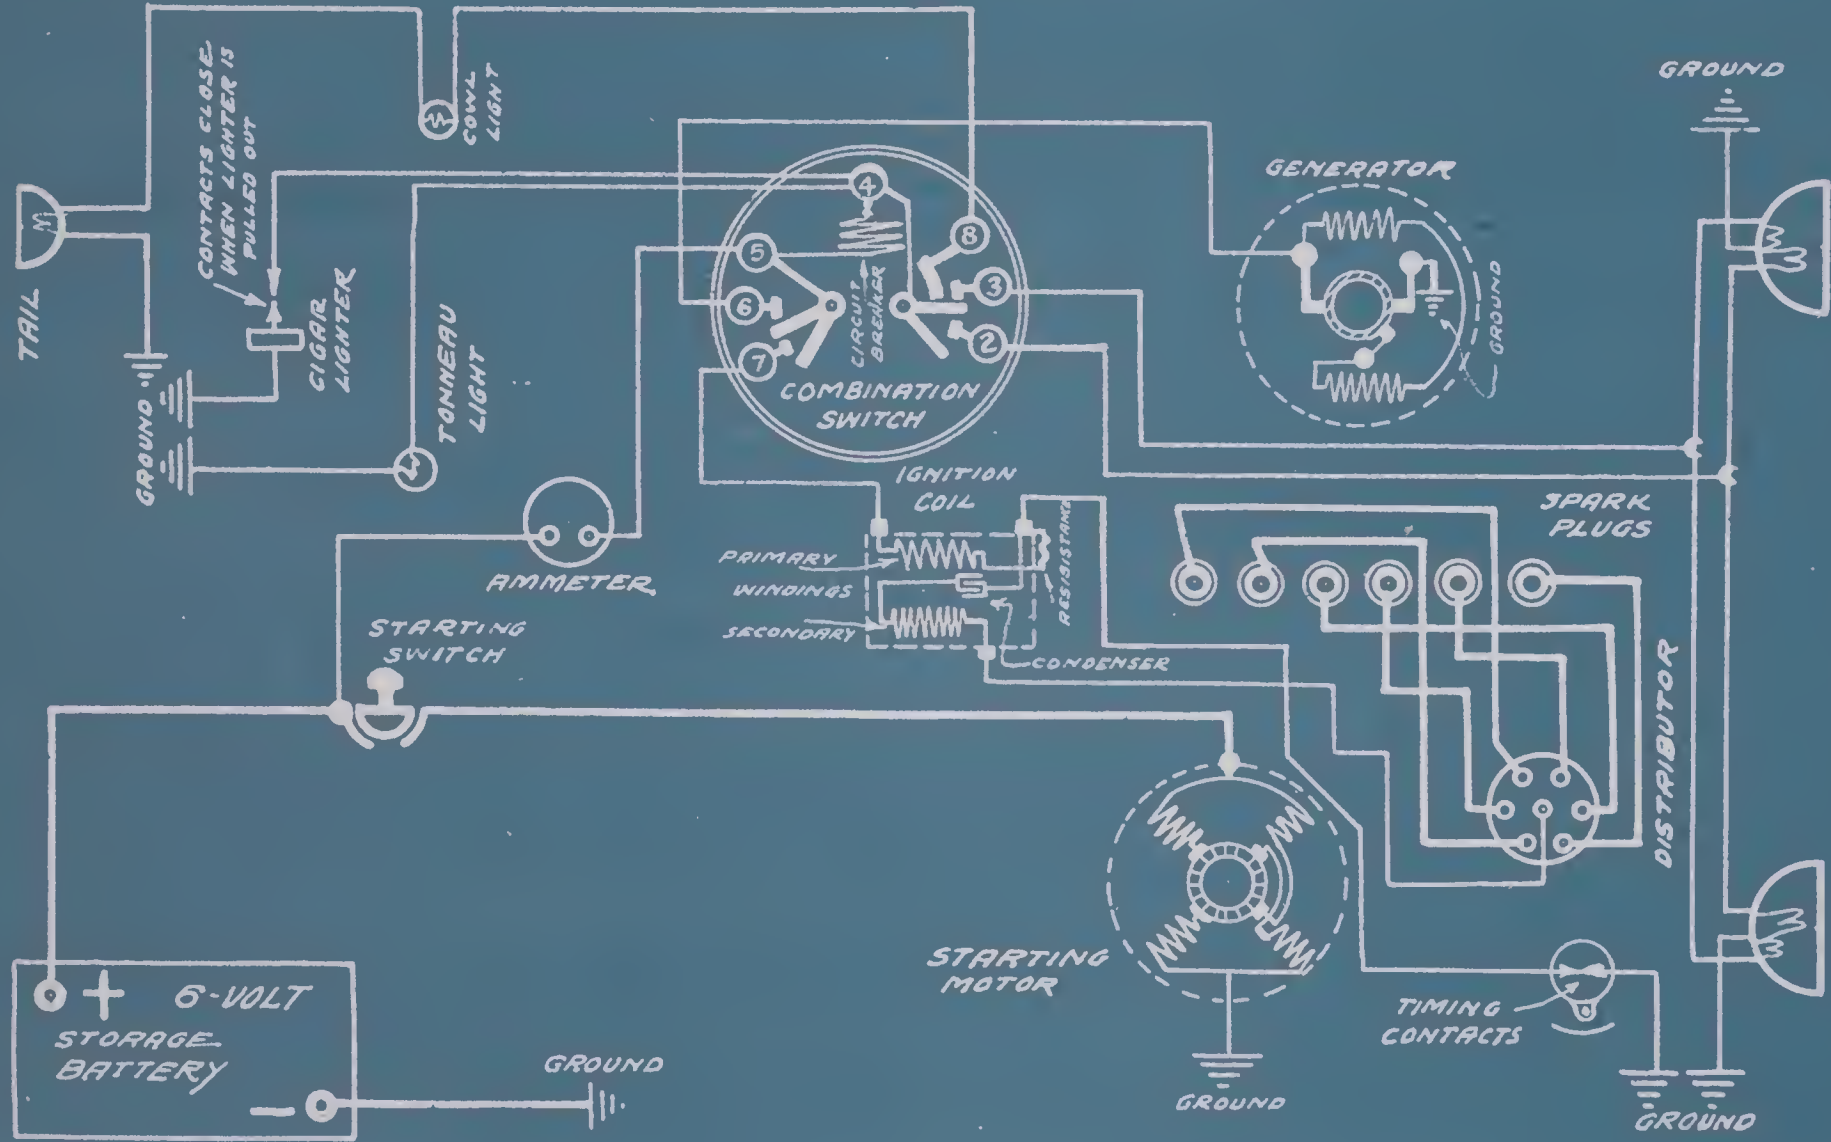 GROUND
CONTACTS CLOSE
WHEN LIGHTER IS
PULLED OUT
COWL
LIGHT
GENERATOR
TAIL
CIGAR
LIGHTER
TONNEAU
LIGHT
GROUND
4
5
6
7
8
3
2
CIRCUIT
BREAKER
COMBINATION
SWITCH
GROUND
IGNITION
COIL
SPARK
PLUGS
AMMETER
PRIMARY
WINDINGS
SECONDARY
RESISISTANCE
CONDENSER
STARTING
SWITCH
DISTRIBUTOR
STARTING
MOTOR
+ 6-VOLT
STORAGE
BATTERY
-
GROUND
GROUND
TIMING
CONTACTS
GROUND